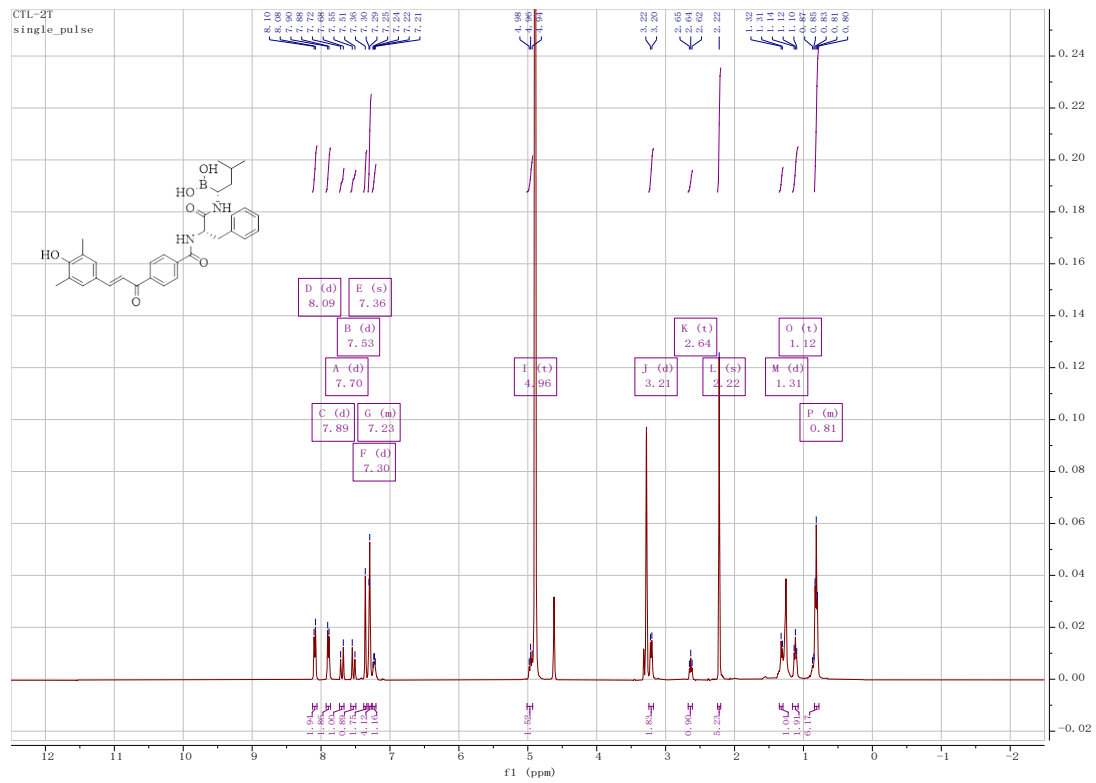 CTL-2T
single_pulse
8.10
8.08
7.90
7.88
7.72
7.68
7.55
7.51
7.36
7.30
7.29
7.25
7.24
7.22
7.21
4.98
4.96
4.94
3.22
3.20
2.65
2.64
2.62
2.22
1.32
1.31
1.14
1.12
1.10
0.87
0.85
0.83
0.81
0.80
0.24
0.22
0.20
0.18
0.16
0.14
0.12
0.10
0.08
0.06
0.04
0.02
0.00
-0.02
OH
B
HO
NH
O
HN
O
HO
O
D (d)
8.09
E (s)
7.36
B (d)
7.53
A (d)
7.70
C (d)
7.89
G (m)
7.23
F (d)
7.30
I (t)
4.96
J (d)
3.21
K (t)
2.64
L (s)
2.22
O (t)
1.12
M (d)
1.31
P (m)
0.81
1.94
1.86
1.00
0.89
1.75
4.12
1.16
1.52
1.83
0.90
5.23
1.04
1.91
6.17
12 11 10 9 8 7 6 5 4 3 2 1 0 -1 -2
f1 (ppm)